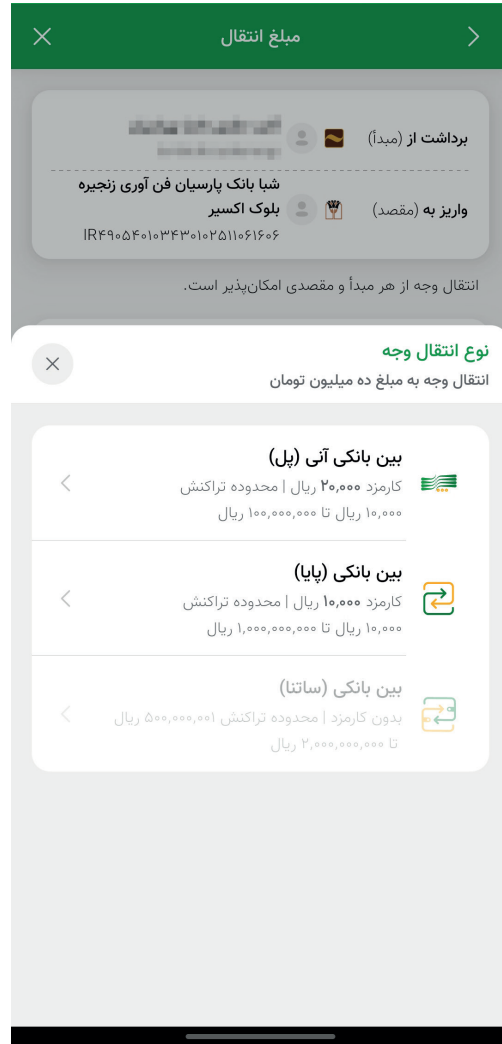 مبلغ انتقال
برداشت از (مبدأ)
شبا بانک پارسیان فن آوری زنجیره
بلوک اکسیر
واریز به (مقصد)
IR۴۹۰۵۴۰۱۰۳۴۳۰۱۰۲۵۱۱۰۶۱۶۰۶
انتقال وجه از هر مبدأ و مقصدی امکان‌پذیر است.
نوع انتقال وجه
انتقال وجه به مبلغ ده میلیون تومان
بین بانکی آنی (پل)
کارمزد ۲۰,۰۰۰ ریال | محدوده تراکنش
۱۰,۰۰۰ ریال تا ۱۰۰,۰۰۰,۰۰۰ ریال
بین بانکی (پایا)
کارمزد ۱۰,۰۰۰ ریال | محدوده تراکنش
۱۰,۰۰۰ ریال تا ۱,۰۰۰,۰۰۰,۰۰۰ ریال
بین بانکی (ساتنا)
بدون کارمزد | محدوده تراکنش ۵۰۰,۰۰۰,۰۰۱ ریال
تا ۲,۰۰۰,۰۰۰,۰۰۰ ریال